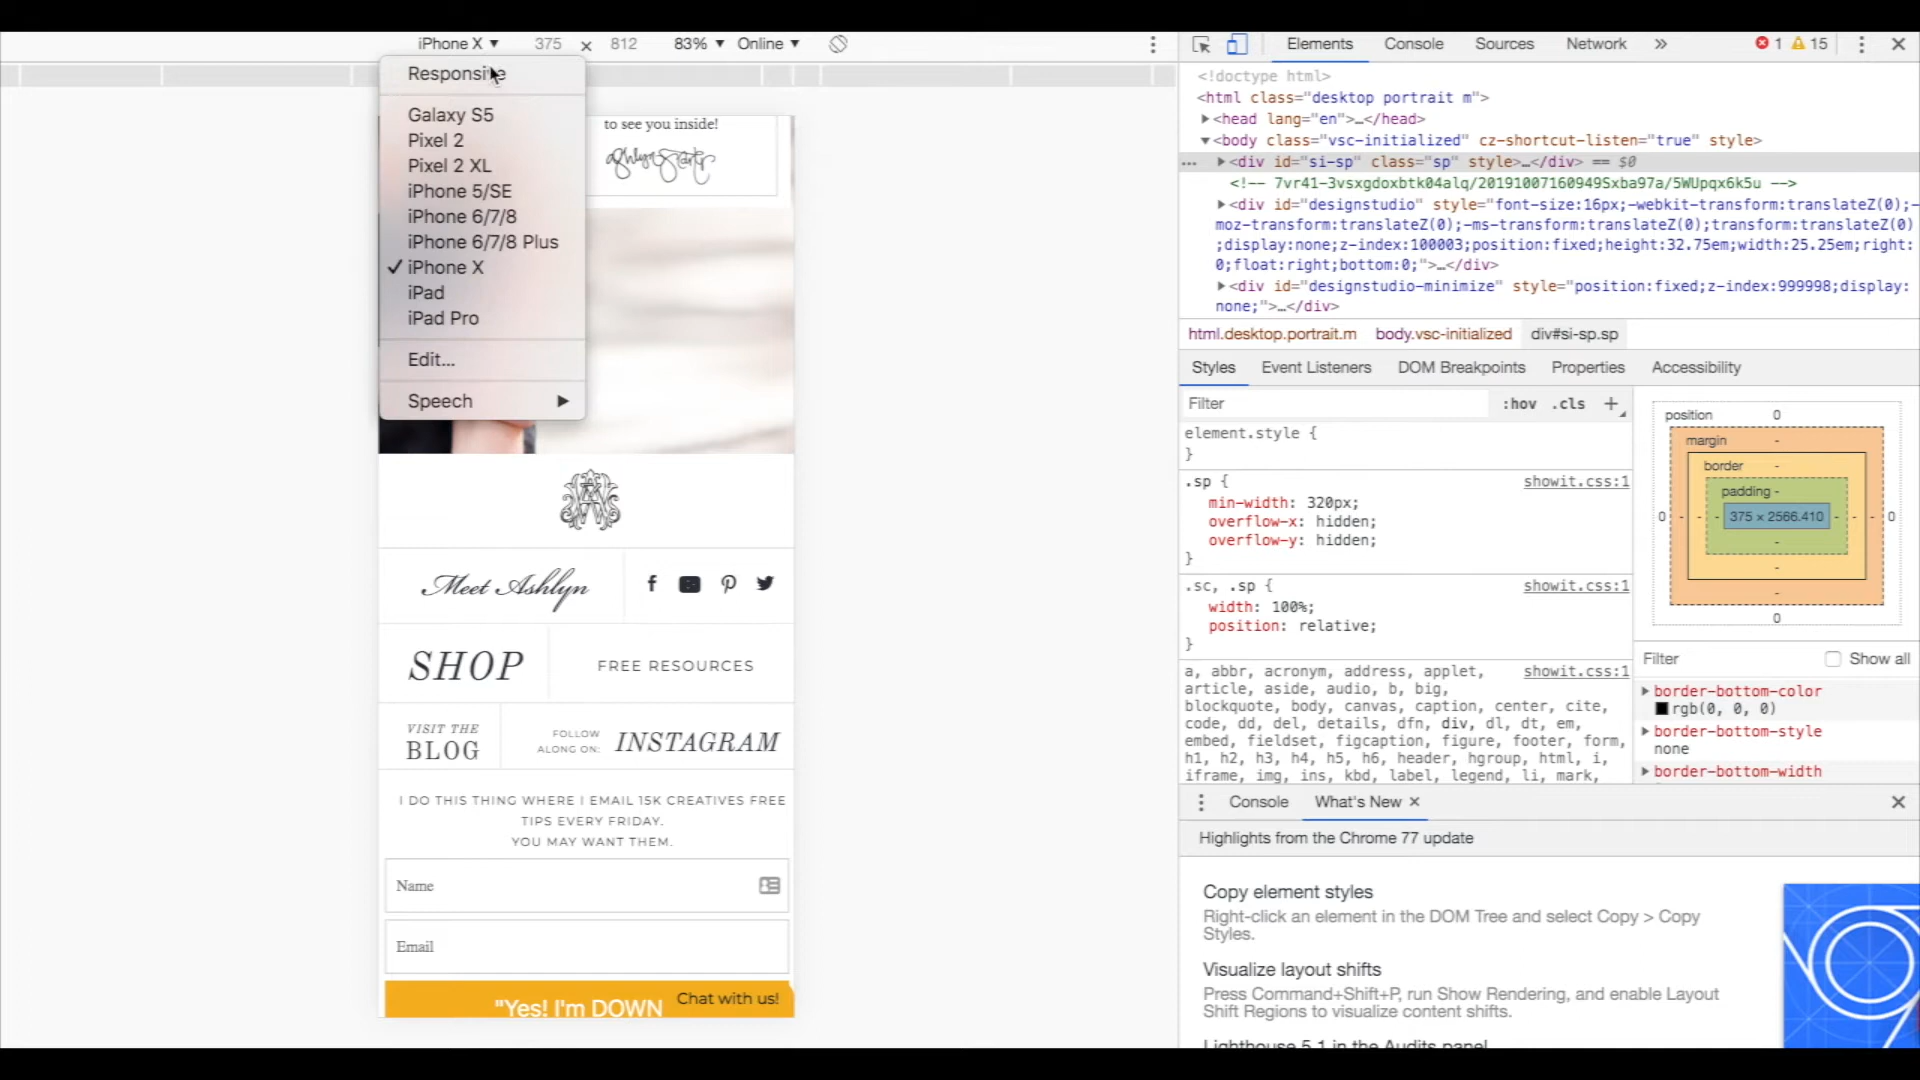 iPhone X ▼ 375 × 812 83% ▼ Online ▼
Responsive
Galaxy S5
Pixel 2
Pixel 2 XL
iPhone 5/SE
iPhone 6/7/8
iPhone 6/7/8 Plus
✓ iPhone X
iPad
iPad Pro
Edit...
Speech ▶
to see you inside!
Meet Ashlyn
SHOP
FREE RESOURCES
VISIT THE
BLOG
FOLLOW
ALONG ON:
INSTAGRAM
I DO THIS THING WHERE I EMAIL 15K CREATIVES FREE
TIPS EVERY FRIDAY.
YOU MAY WANT THEM.
Name
Email
"Yes! I'm DOWN
Chat with us!
Elements Console Sources Network » 1 15
<!doctype html>
<html class="desktop portrait m">
▶<head lang="en">…</head>
▼<body class="vsc-initialized" cz-shortcut-listen="true" style>
… ▶<div id="si-sp" class="sp" style>…</div> == $0
<!-- 7vr41-3vsxgdoxbtk04alq/20191007160949Sxba97a/5WUpqx6k5u -->
▶<div id="designstudio" style="font-size:16px;-webkit-transform:translateZ(0);-
moz-transform:translateZ(0);-ms-transform:translateZ(0);transform:translateZ(0)
;display:none;z-index:100003;position:fixed;height:32.75em;width:25.25em;right:
0;float:right;bottom:0;">…</div>
▶<div id="designstudio-minimize" style="position:fixed;z-index:999998;display:
none;">…</div>
html.desktop.portrait.m body.vsc-initialized div#si-sp.sp
Styles Event Listeners DOM Breakpoints Properties Accessibility
Filter :hov .cls +
element.style {
}
.sp { showit.css:1
min-width: 320px;
overflow-x: hidden;
overflow-y: hidden;
}
.sc, .sp { showit.css:1
width: 100%;
position: relative;
}
a, abbr, acronym, address, applet, showit.css:1
article, aside, audio, b, big,
blockquote, body, canvas, caption, center, cite,
code, dd, del, details, dfn, div, dl, dt, em,
embed, fieldset, figcaption, figure, footer, form,
h1, h2, h3, h4, h5, h6, header, hgroup, html, i,
iframe, img, ins, kbd, label, legend, li, mark,
position 0
margin -
border -
padding -
0 - - - 375 × 2566.410 - - - 0
-
-
-
0
Filter Show all
▶ border-bottom-color
rgb(0, 0, 0)
▶ border-bottom-style
none
▶ border-bottom-width
Console What's New ×
Highlights from the Chrome 77 update
Copy element styles
Right-click an element in the DOM Tree and select Copy > Copy
Styles.
Visualize layout shifts
Press Command+Shift+P, run Show Rendering, and enable Layout
Shift Regions to visualize content shifts.
Lighthouse 5.1 in the Audits panel